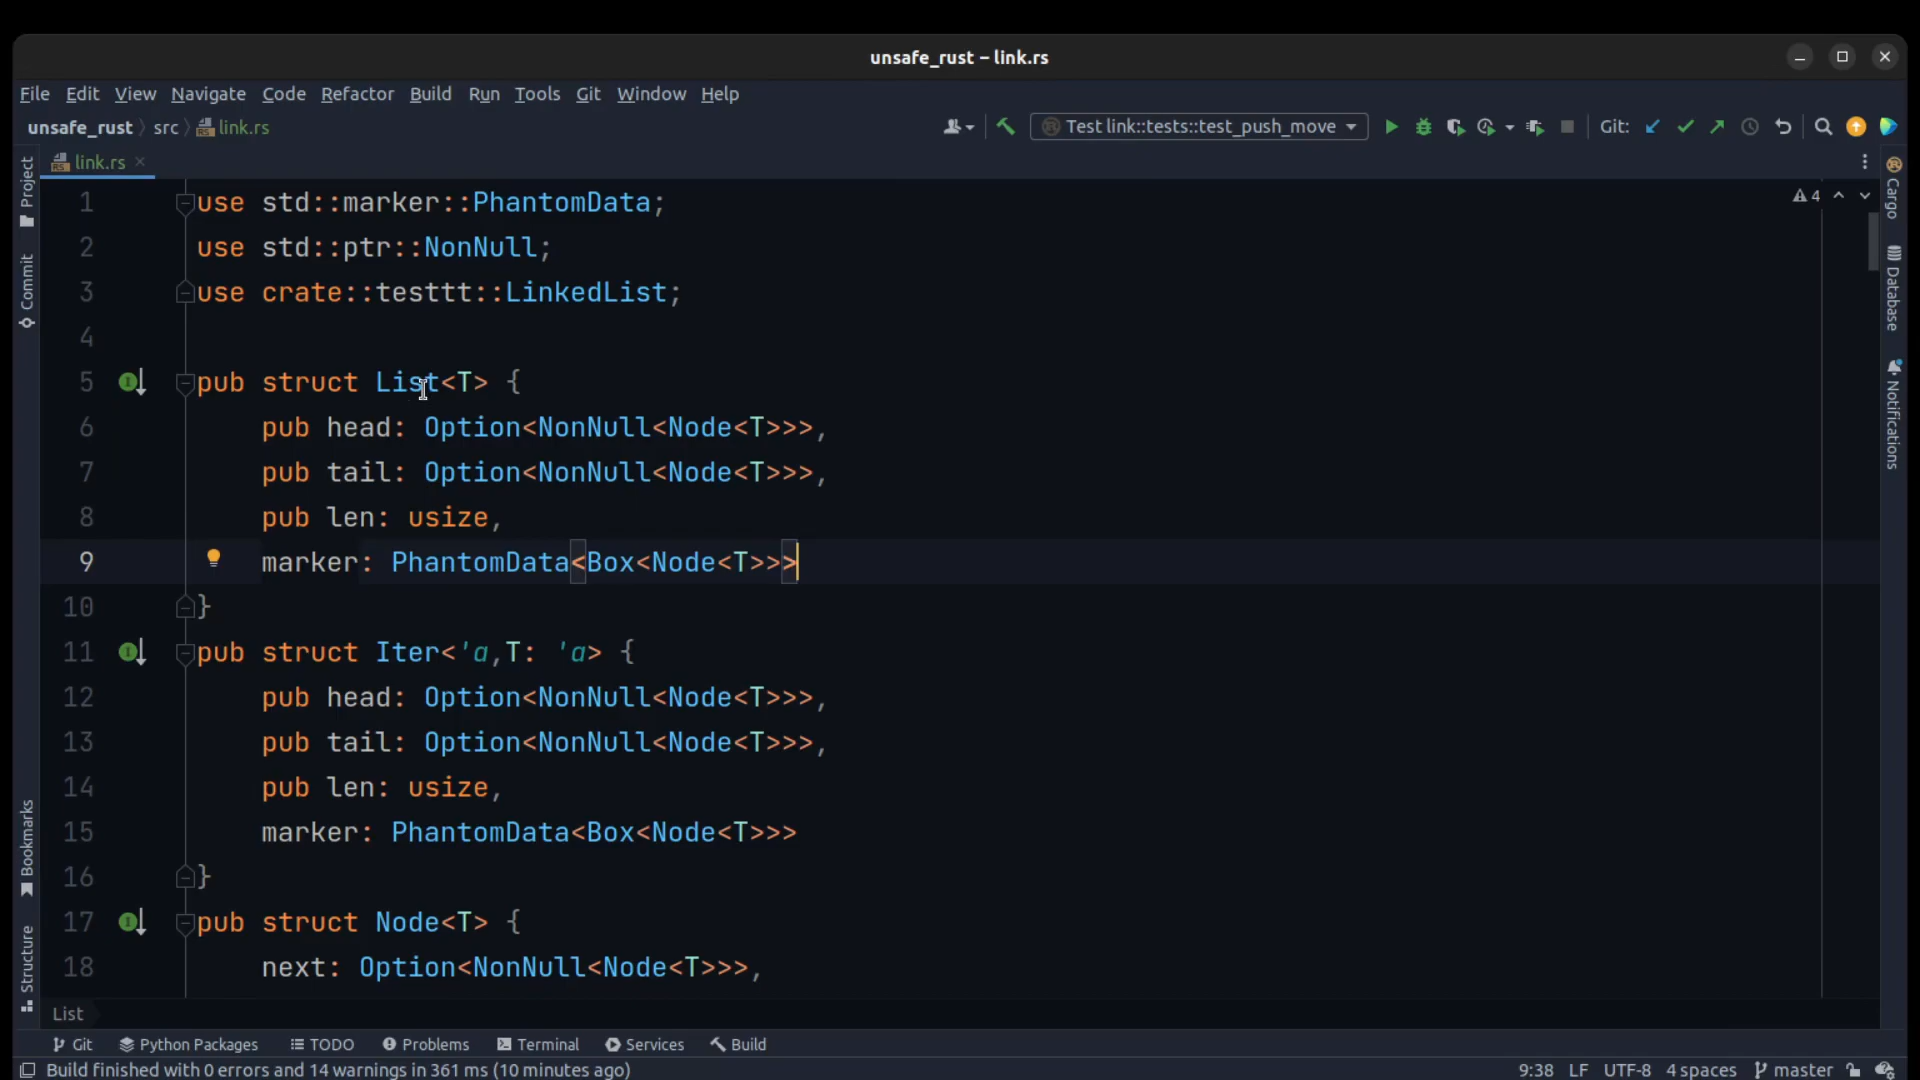 unsafe_rust – link.rs
File Edit View Navigate Code Refactor Build Run Tools Git Window Help
unsafe_rust src link.rs Test link::tests::test_push_move Git:
link.rs
4
Project
Commit
Bookmarks
Structure
1 use std::marker::PhantomData;
2 use std::ptr::NonNull;
3 use crate::testtt::LinkedList;
4
5 pub struct List<T> {
6     pub head: Option<NonNull<Node<T>>>,
7     pub tail: Option<NonNull<Node<T>>>,
8     pub len: usize,
9     marker: PhantomData<Box<Node<T>>>
10 }
11 pub struct Iter<'a,T: 'a> {
12     pub head: Option<NonNull<Node<T>>>,
13     pub tail: Option<NonNull<Node<T>>>,
14     pub len: usize,
15     marker: PhantomData<Box<Node<T>>>
16 }
17 pub struct Node<T> {
18     next: Option<NonNull<Node<T>>>,
Cargo
Database
Notifications
List
Git Python Packages TODO Problems Terminal Services Build
Build finished with 0 errors and 14 warnings in 361 ms (10 minutes ago) 9:38 LF UTF-8 4 spaces master